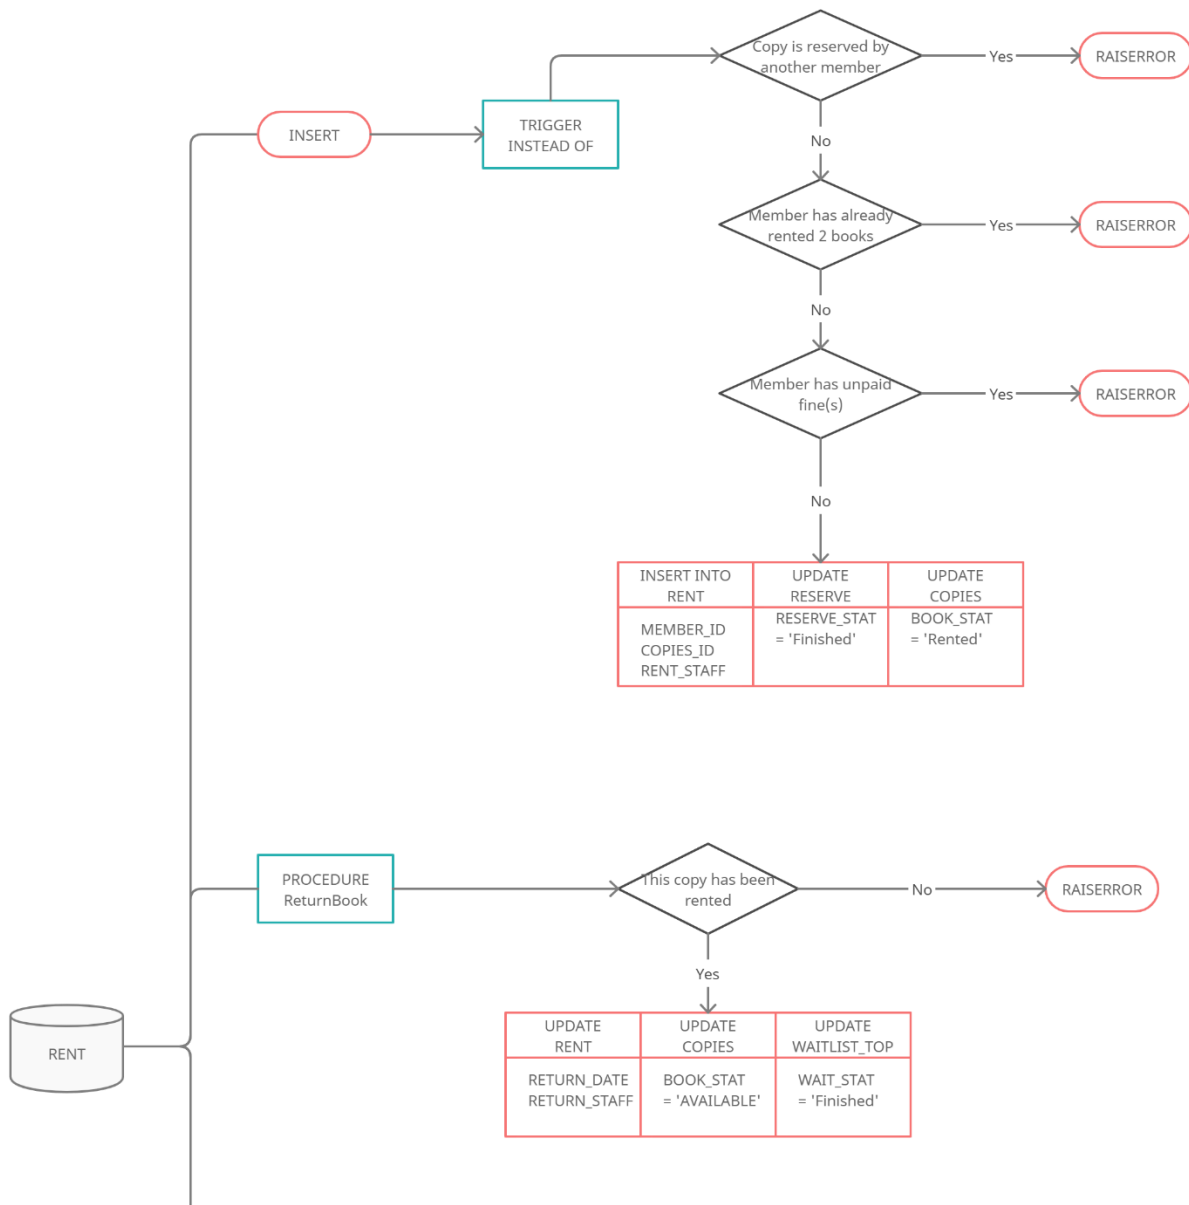 Copy is reserved by
another member
Yes
RAISERROR
INSERT
TRIGGER
INSTEAD OF
No
Member has already
rented 2 books
Yes
RAISERROR
No
Member has unpaid
fine(s)
Yes
RAISERROR
No
INSERT INTO
RENT
UPDATE
RESERVE
UPDATE
COPIES
MEMBER_ID
COPIES_ID
RENT_STAFF
RESERVE_STAT
= 'Finished'
BOOK_STAT
= 'Rented'
PROCEDURE
ReturnBook
This copy has been
rented
No
RAISERROR
Yes
RENT
UPDATE
RENT
UPDATE
COPIES
UPDATE
WAITLIST_TOP
RETURN_DATE
RETURN_STAFF
BOOK_STAT
= 'AVAILABLE'
WAIT_STAT
= 'Finished'